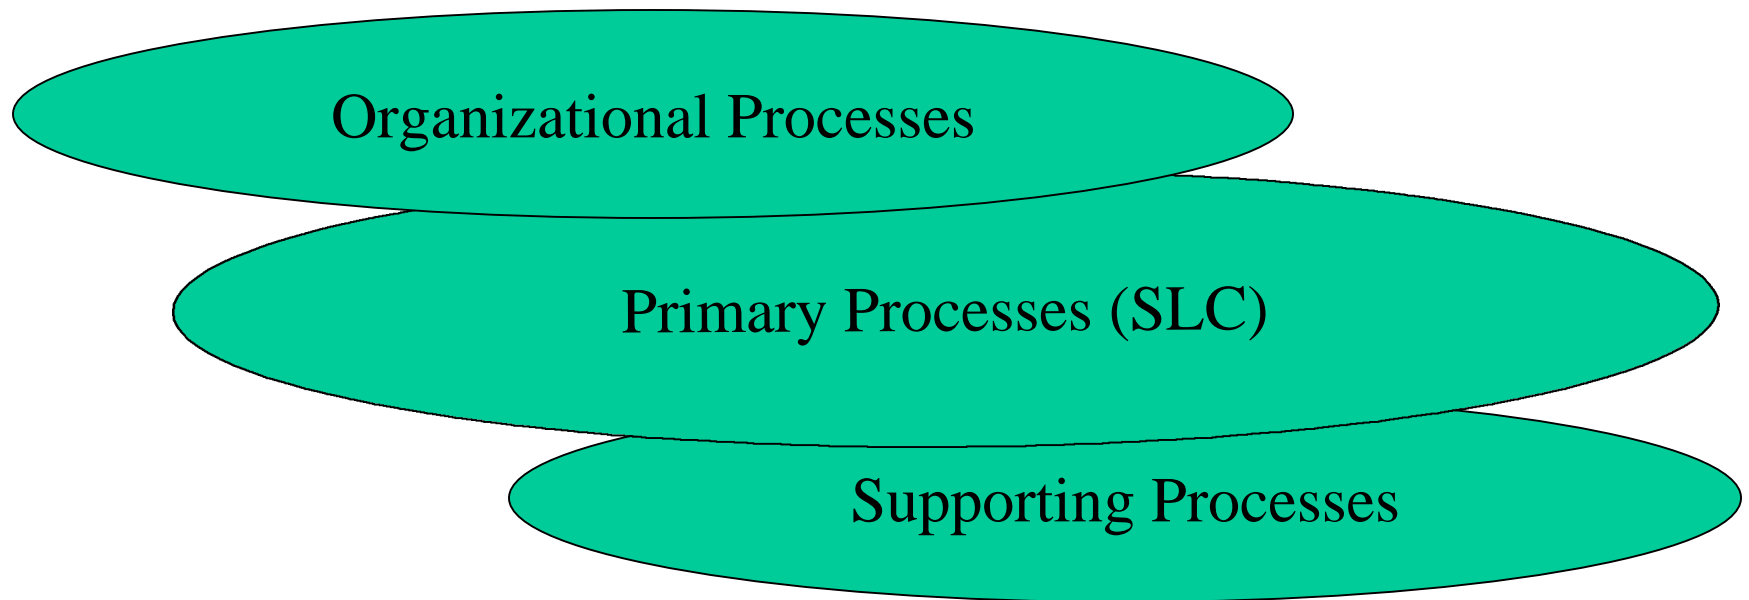 Organizational Processes
Primary Processes (SLC)
Supporting Processes